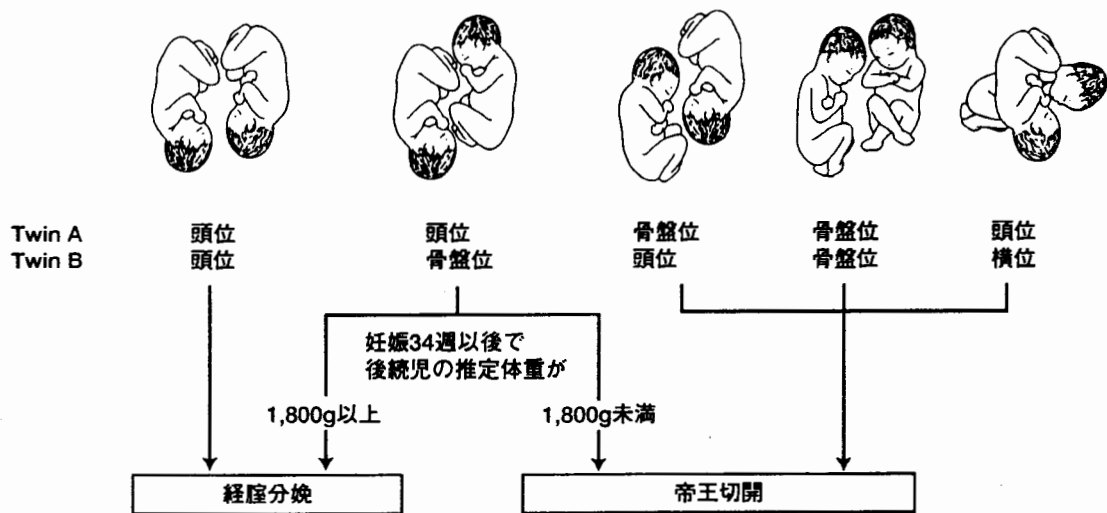 Twin A 頭位 頭位 骨盤位 骨盤位 頭位
Twin B 頭位 骨盤位 頭位 骨盤位 横位
妊娠34週以後で
後続児の推定体重が
1,800g以上 1,800g未満
経腟分娩 帝王切開